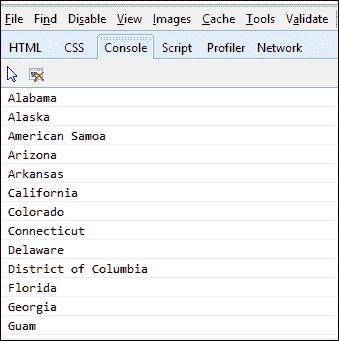 File Find Disable View Images Cache Tools Validate
HTML CSS Console Script Profiler Network
Alabama
Alaska
American Samoa
Arizona
Arkansas
California
Colorado
Connecticut
Delaware
District of Columbia
Florida
Georgia
Guam